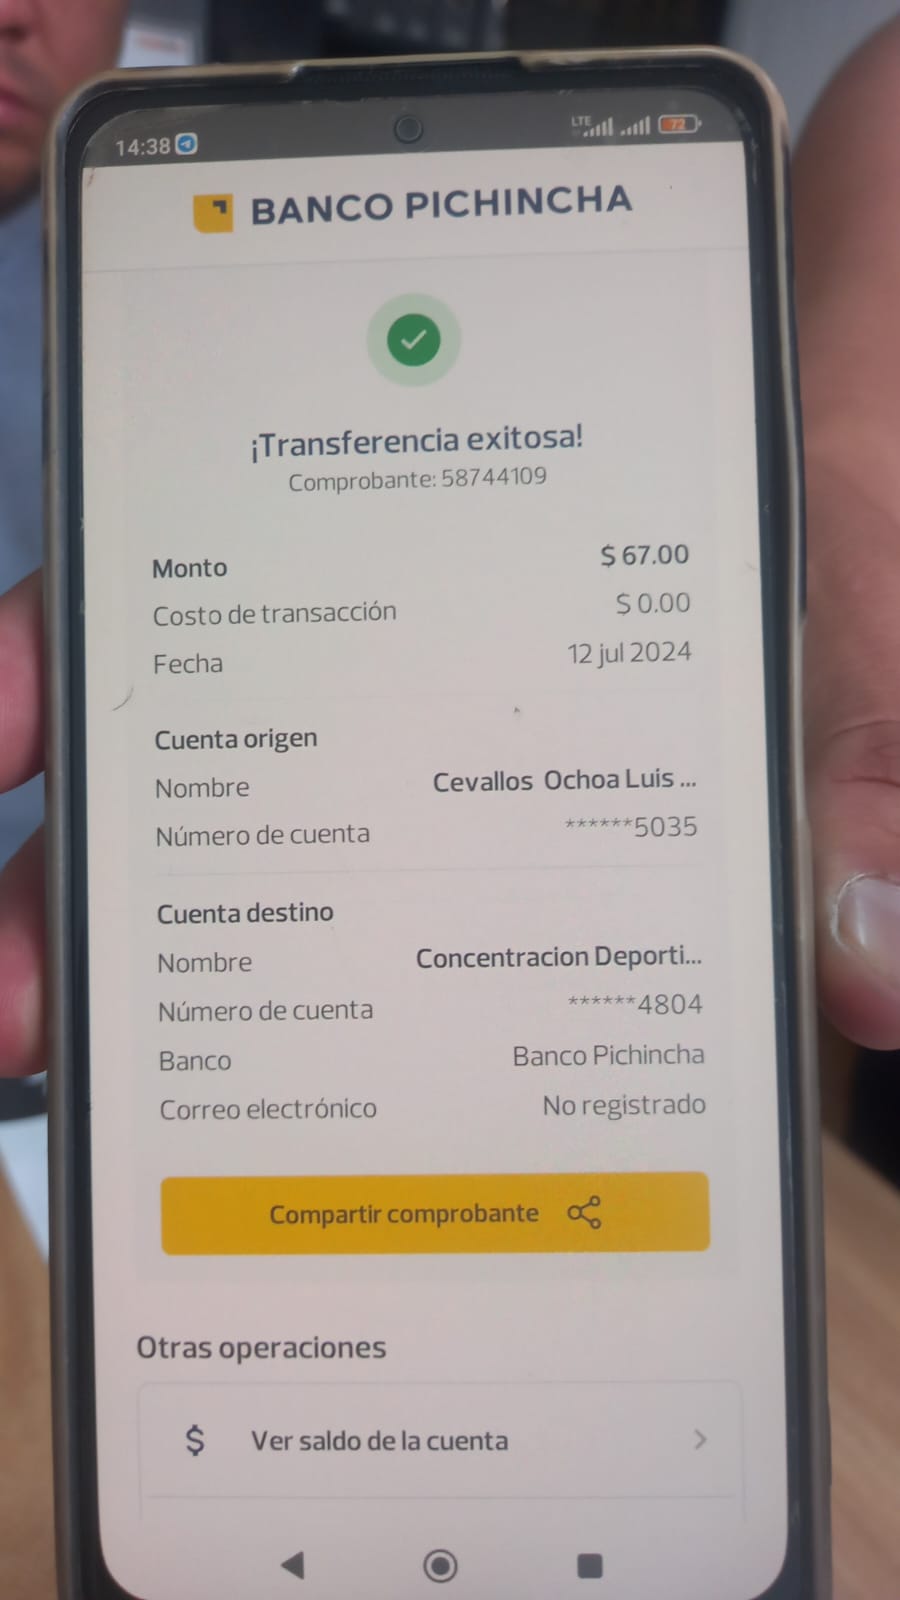 14:38 LTE 72
BANCO PICHINCHA
¡Transferencia exitosa!
Comprobante: 58744109
Monto $ 67.00
Costo de transacción $ 0.00
Fecha 12 jul 2024
Cuenta origen
Nombre Cevallos Ochoa Luis ...
Número de cuenta ******5035
Cuenta destino
Nombre Concentracion Deporti...
Número de cuenta ******4804
Banco Banco Pichincha
Correo electrónico No registrado
Compartir comprobante
Otras operaciones
$ Ver saldo de la cuenta